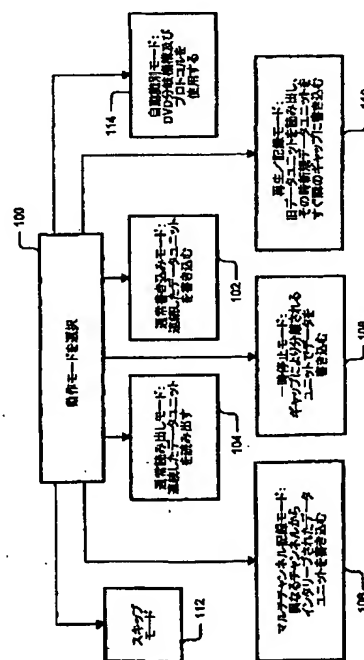 100
動作モードを選択
スキップ
モード
112
通常読み出しモード：
連続したデータユニット
を読み出す
104
通常書き込みモード：
連続したデータユニット
を書き込む
102
自動識別モード：
DVD分岐機構及び
プロトコルを
使用する
114
マルチチャンネル記録モード：
異なるチャンネルから
インタリーブされたデータ
ユニットを書き込む
106
一時停止モード：
ギャップにより分離される
ユニットでデータを
書き込む
108
再生／記録モード：
旧データユニットを読み出し、
その時新規データユニットを
すぐ隣のギャップに書き込む
110